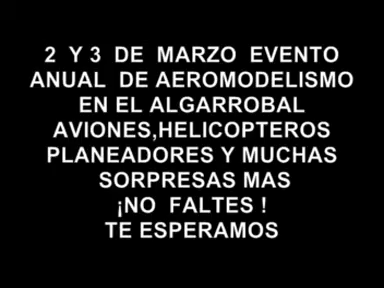 2 Y 3 DE MARZO EVENTO
ANUAL DE AEROMODELISMO
EN EL ALGARROBAL
AVIONES,HELICOPTEROS
PLANEADORES Y MUCHAS
SORPRESAS MAS
¡NO FALTES !
TE ESPERAMOS